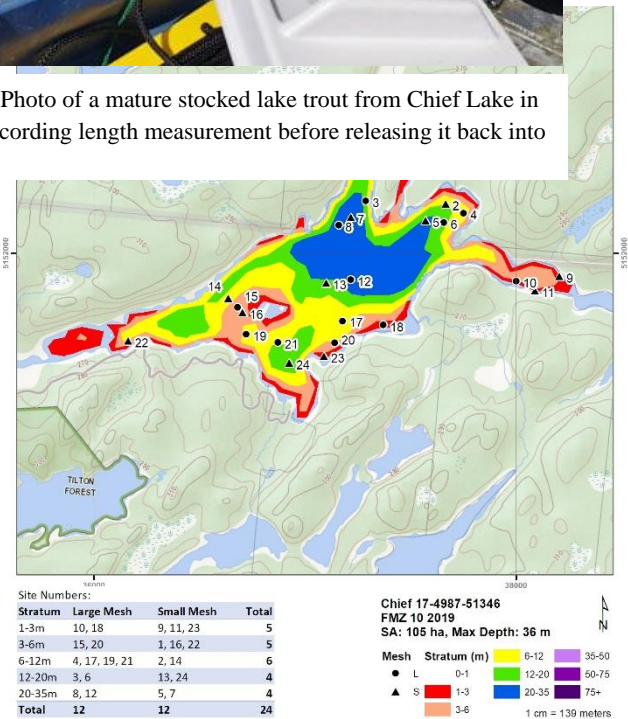 Photo of a mature stocked lake trout from Chief Lake in
cording length measurement before releasing it back into
3
2
4
7
8
5
6
5152000
5152000
13
12
9
10
11
14
15
16
17
18
22
19
21
20
23
24
TILTON
FOREST
38000
Site Numbers:
Stratum Large Mesh Small Mesh Total
1-3m 10, 18 9, 11, 23 5
3-6m 15, 20 1, 16, 22 5
6-12m 4, 17, 19, 21 2, 14 6
12-20m 3, 6 13, 24 4
20-35m 8, 12 5, 7 4
Total 12 12 24
Chief 17-4987-51346
FMZ 10 2019
SA: 105 ha, Max Depth: 36 m
N
Mesh Stratum (m) 6-12 35-50
L 0-1 12-20 50-75
S 1-3 20-35 75+
3-6 1 cm = 139 meters